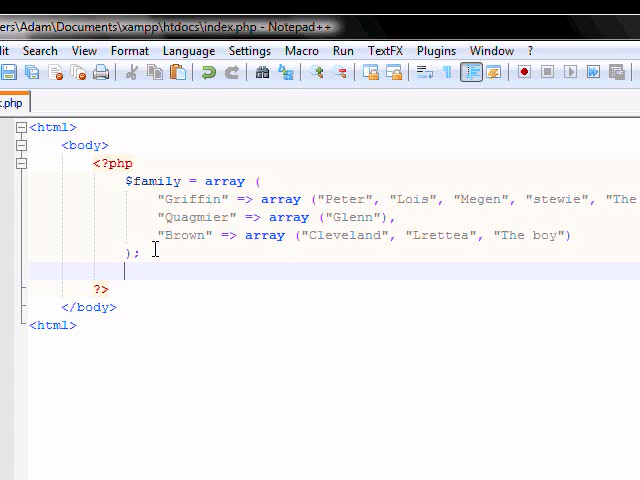 ers\Adam\Documents\xampp\htdocs\index.php - Notepad++
dit Search View Format Language Settings Macro Run TextFX Plugins Window ?
x.php
<html>
<body>
<?php
$family = array (
"Griffin" => array ("Peter", "Lois", "Megen", "stewie", "The
"Quagmier" => array ("Glenn"),
"Brown" => array ("Cleveland", "Lrettea", "The boy")
);
?>
</body>
<html>